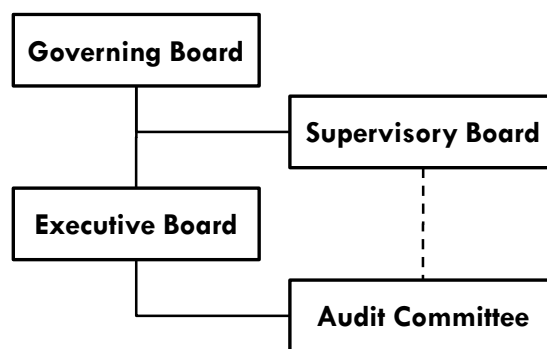 Governing Board
Supervisory Board
Executive Board
Audit Committee